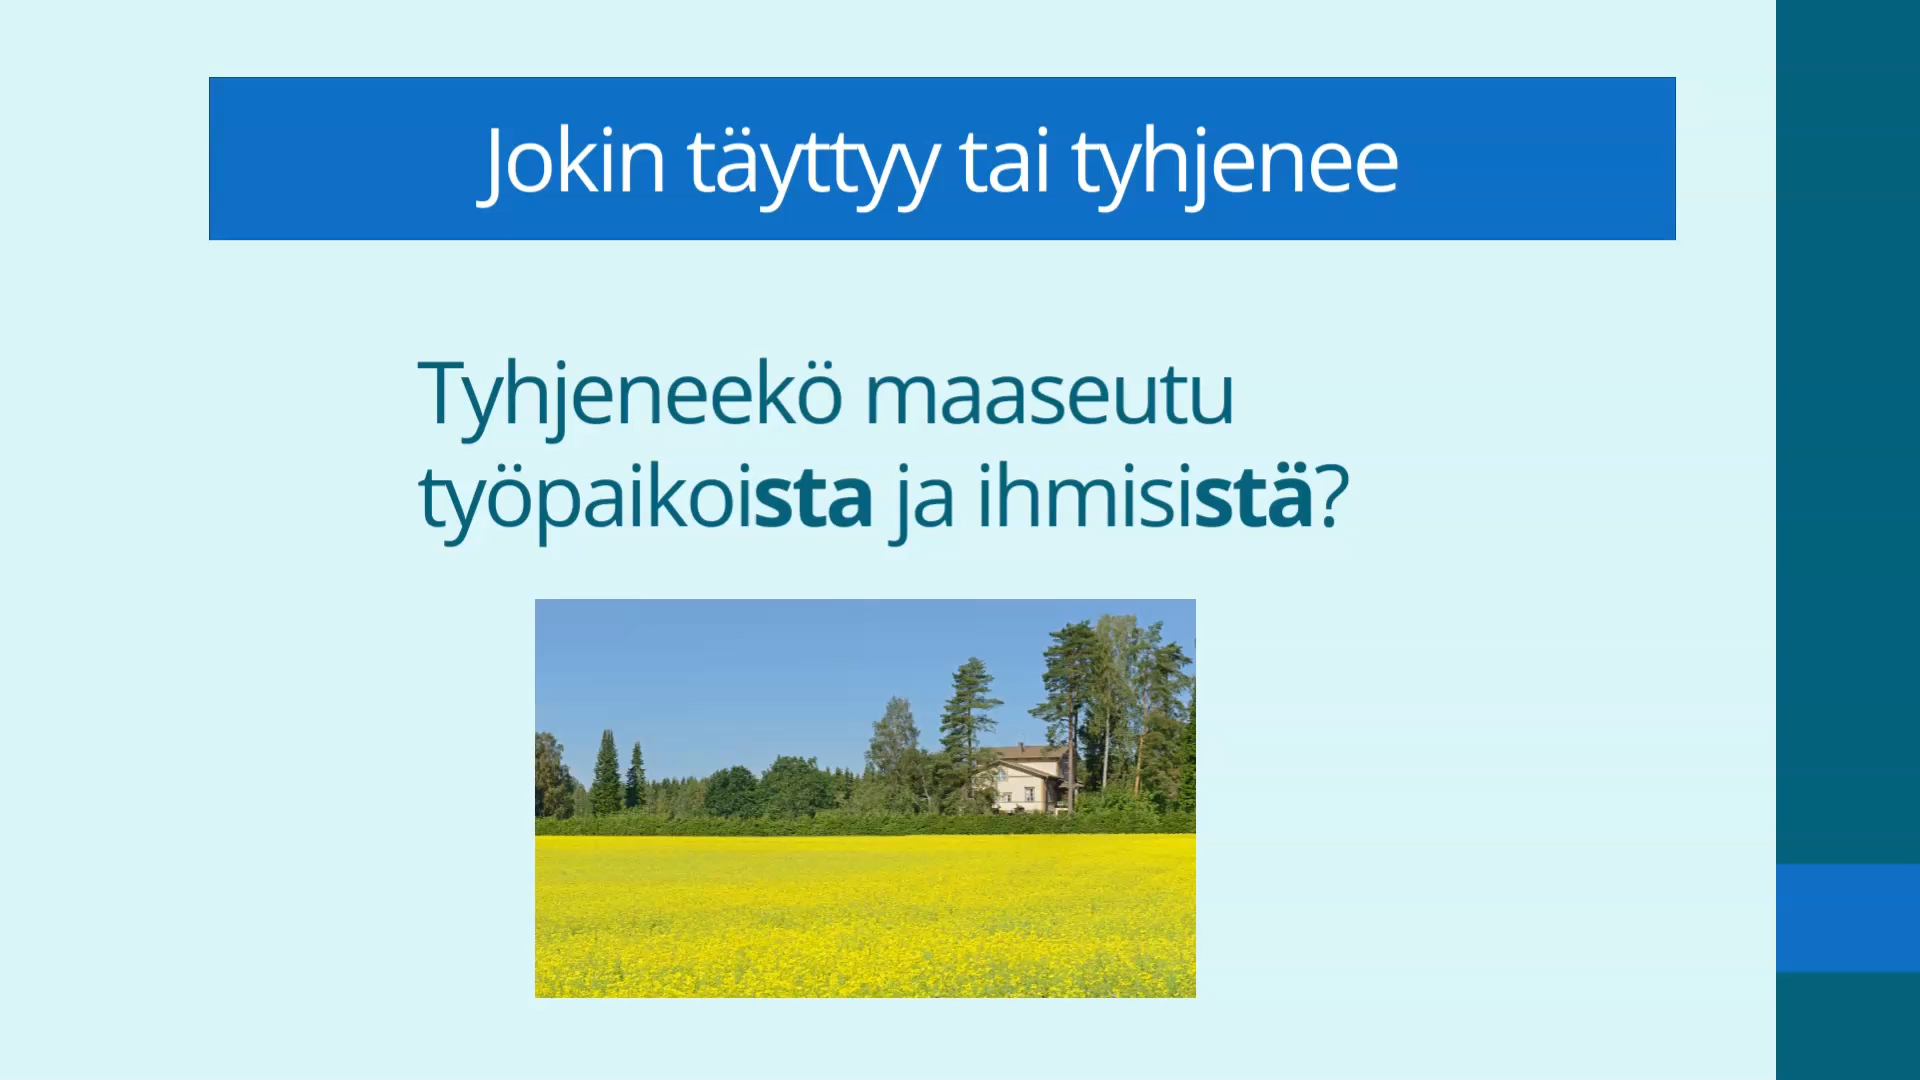 Jokin täyttyy tai tyhjenee
Tyhjeneekö maaseutu
työpaikoista ja ihmisistä?